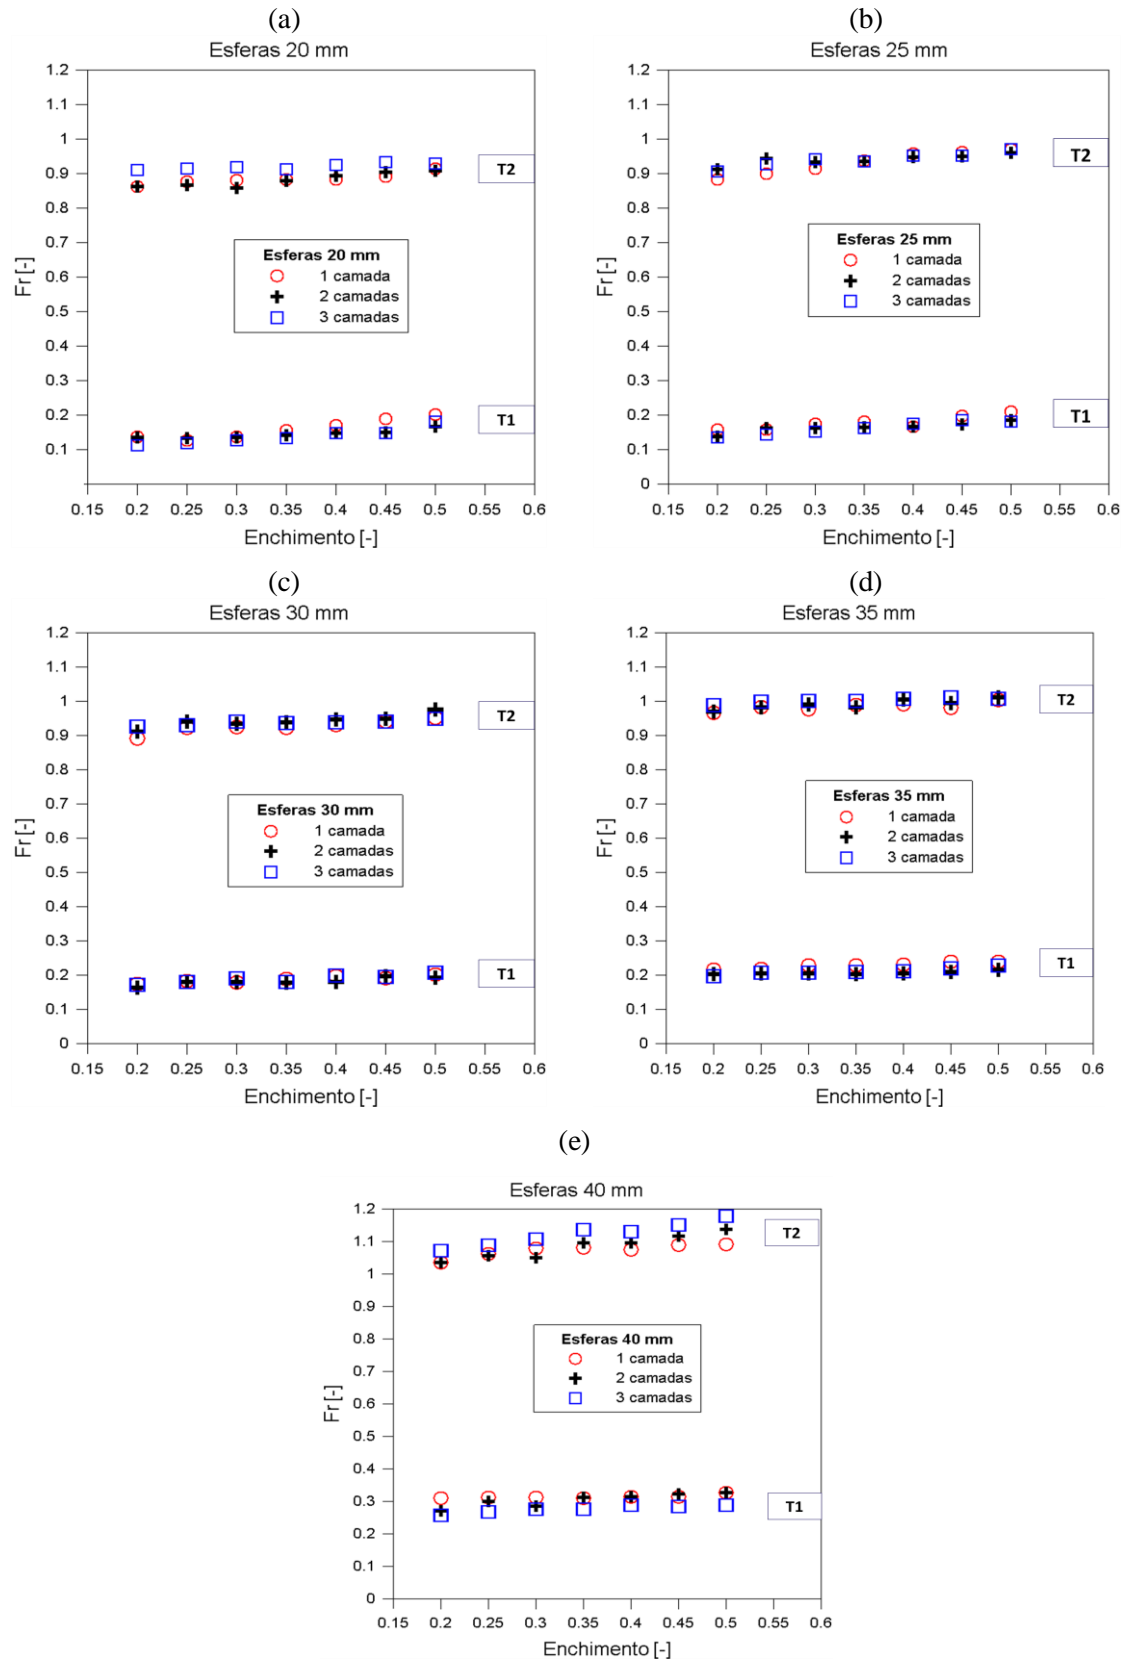 (a)
Esferas 20 mm
1.2
1.1
1
0.9
0.8
0.7
0.6
0.5
0.4
0.3
0.2
0.1
Fr [-]
T2
Esferas 20 mm
1 camada
2 camadas
3 camadas
T1
0.15 0.2 0.25 0.3 0.35 0.4 0.45 0.5 0.55 0.6
Enchimento [-]
(b)
Esferas 25 mm
1.2
1.1
1
0.9
0.8
0.7
0.6
0.5
0.4
0.3
0.2
0.1
0
Fr [-]
T2
Esferas 25 mm
1 camada
2 camadas
3 camadas
T1
0.15 0.2 0.25 0.3 0.35 0.4 0.45 0.5 0.55 0.6
Enchimento [-]
(c)
Esferas 30 mm
1.2
1.1
1
0.9
0.8
0.7
0.6
0.5
0.4
0.3
0.2
0.1
0
Fr [-]
T2
Esferas 30 mm
1 camada
2 camadas
3 camadas
T1
0.15 0.2 0.25 0.3 0.35 0.4 0.45 0.5 0.55 0.6
Enchimento [-]
(d)
Esferas 35 mm
1.2
1.1
1
0.9
0.8
0.7
0.6
0.5
0.4
0.3
0.2
0.1
0
Fr [-]
T2
Esferas 35 mm
1 camada
2 camadas
3 camadas
T1
0.15 0.2 0.25 0.3 0.35 0.4 0.45 0.5 0.55 0.6
Enchimento [-]
(e)
Esferas 40 mm
1.2
1.1
1
0.9
0.8
0.7
0.6
0.5
0.4
0.3
0.2
0.1
0
Fr [-]
T2
Esferas 40 mm
1 camada
2 camadas
3 camadas
T1
0.15 0.2 0.25 0.3 0.35 0.4 0.45 0.5 0.55 0.6
Enchimento [-]